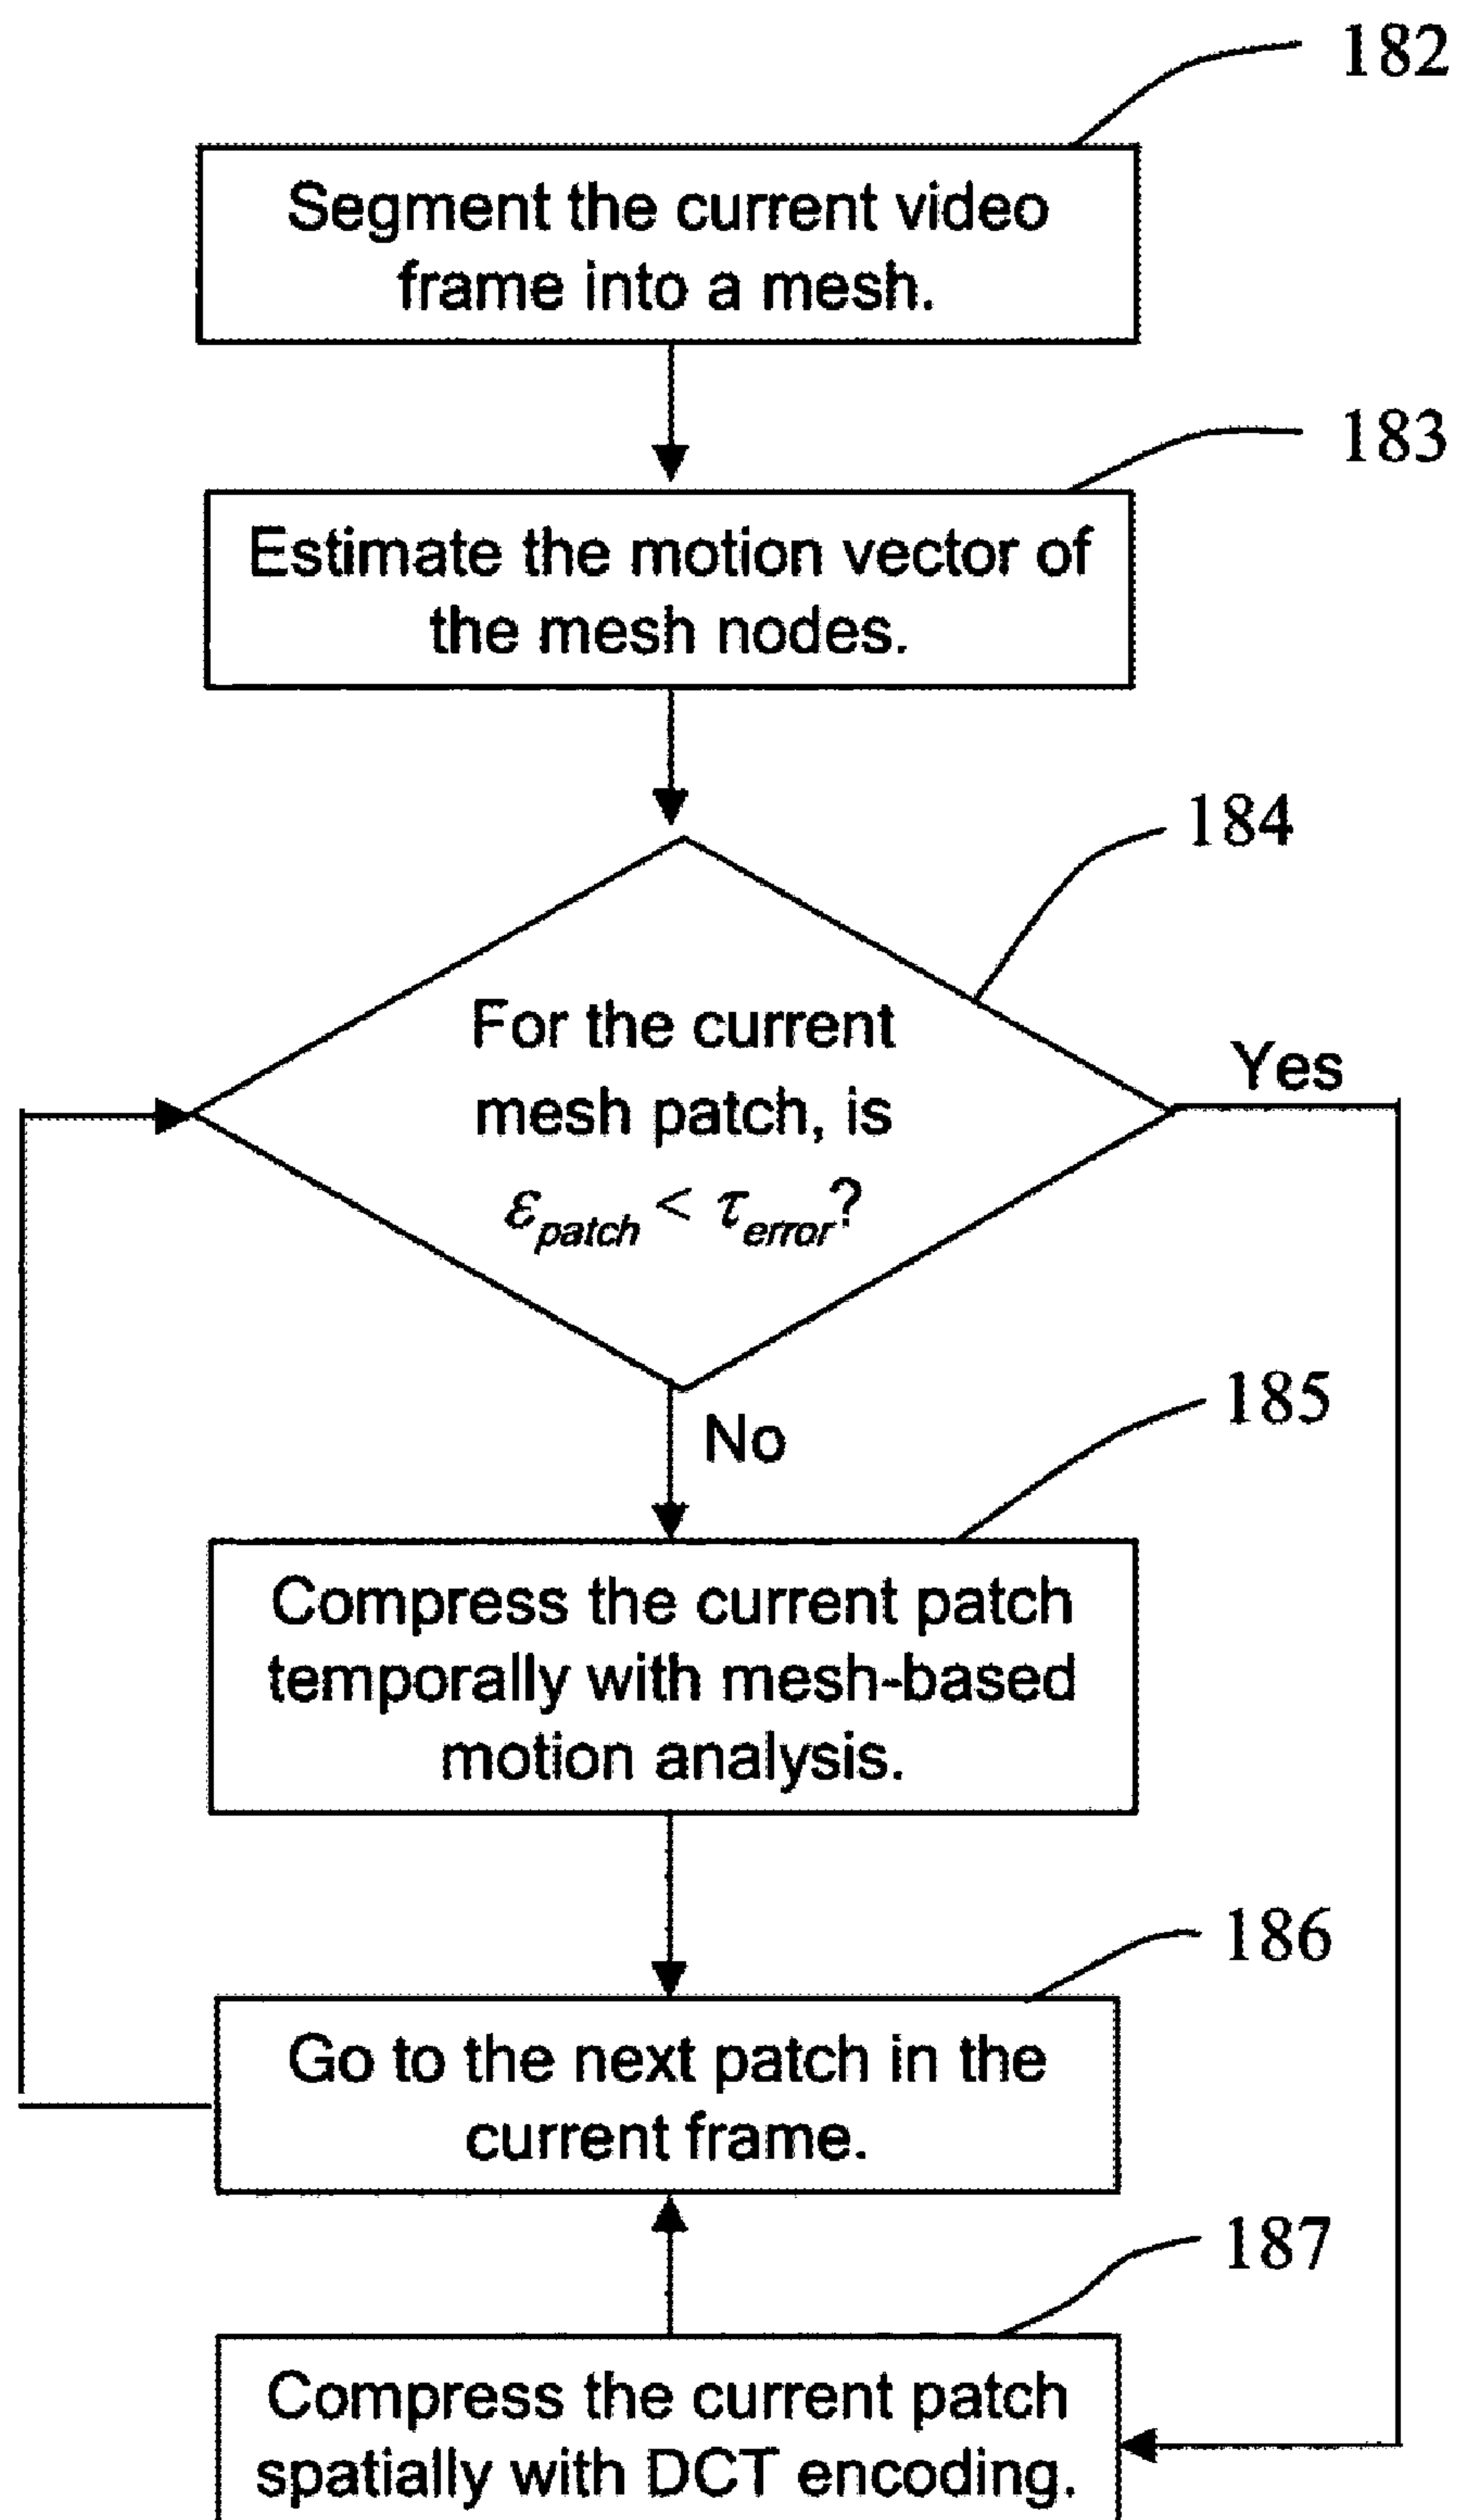 182
Segment the current video
frame into a mesh.
183
Estimate the motion vector of
the mesh nodes.
184
For the current
mesh patch, is
ε_patch < τ_error?
Yes
No
185
Compress the current patch
temporally with mesh-based
motion analysis.
186
Go to the next patch in the
current frame.
187
Compress the current patch
spatially with DCT encoding.